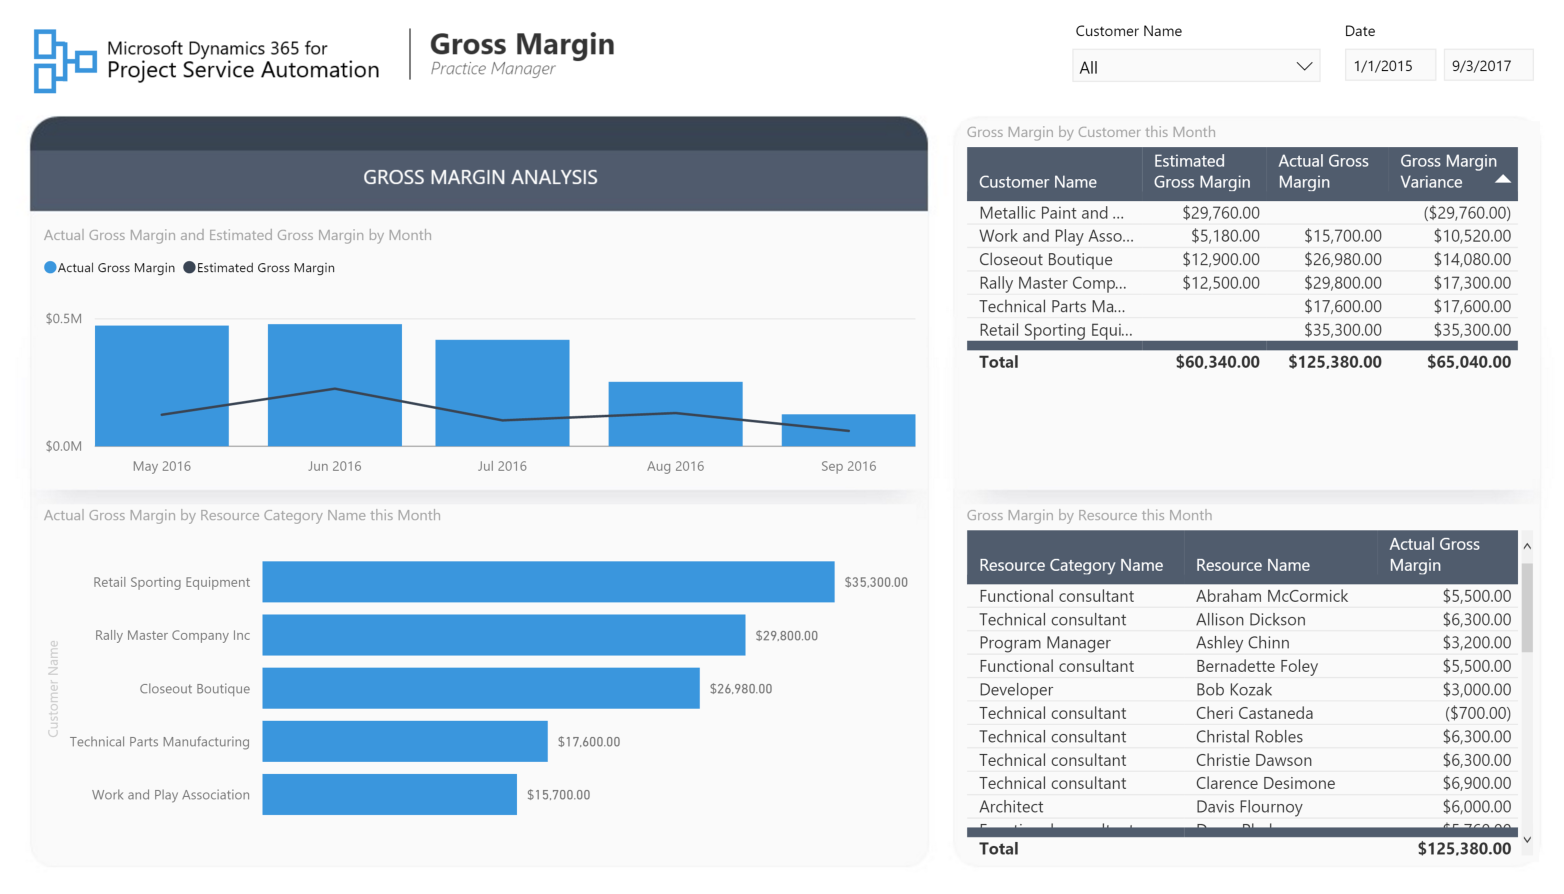 Microsoft Dynamics 365 for
Project Service Automation
Gross Margin
Practice Manager
Customer Name
All
Date
1/1/2015 9/3/2017
GROSS MARGIN ANALYSIS
Actual Gross Margin and Estimated Gross Margin by Month
Actual Gross Margin Estimated Gross Margin
$0.5M
$0.0M
May 2016 Jun 2016 Jul 2016 Aug 2016 Sep 2016
Actual Gross Margin by Resource Category Name this Month
Customer Name
Retail Sporting Equipment $35,300.00
Rally Master Company Inc $29,800.00
Closeout Boutique $26,980.00
Technical Parts Manufacturing $17,600.00
Work and Play Association $15,700.00
Gross Margin by Customer this Month
Customer Name Estimated Gross Margin Actual Gross Margin Gross Margin Variance
Metallic Paint and ... $29,760.00 ($29,760.00)
Work and Play Asso... $5,180.00 $15,700.00 $10,520.00
Closeout Boutique $12,900.00 $26,980.00 $14,080.00
Rally Master Comp... $12,500.00 $29,800.00 $17,300.00
Technical Parts Ma... $17,600.00 $17,600.00
Retail Sporting Equi... $35,300.00 $35,300.00
Total $60,340.00 $125,380.00 $65,040.00
Gross Margin by Resource this Month
Resource Category Name Resource Name Actual Gross Margin
Functional consultant Abraham McCormick $5,500.00
Technical consultant Allison Dickson $6,300.00
Program Manager Ashley Chinn $3,200.00
Functional consultant Bernadette Foley $5,500.00
Developer Bob Kozak $3,000.00
Technical consultant Cheri Castaneda ($700.00)
Technical consultant Christal Robles $6,300.00
Technical consultant Christie Dawson $6,300.00
Technical consultant Clarence Desimone $6,900.00
Architect Davis Flournoy $6,000.00
Total $125,380.00